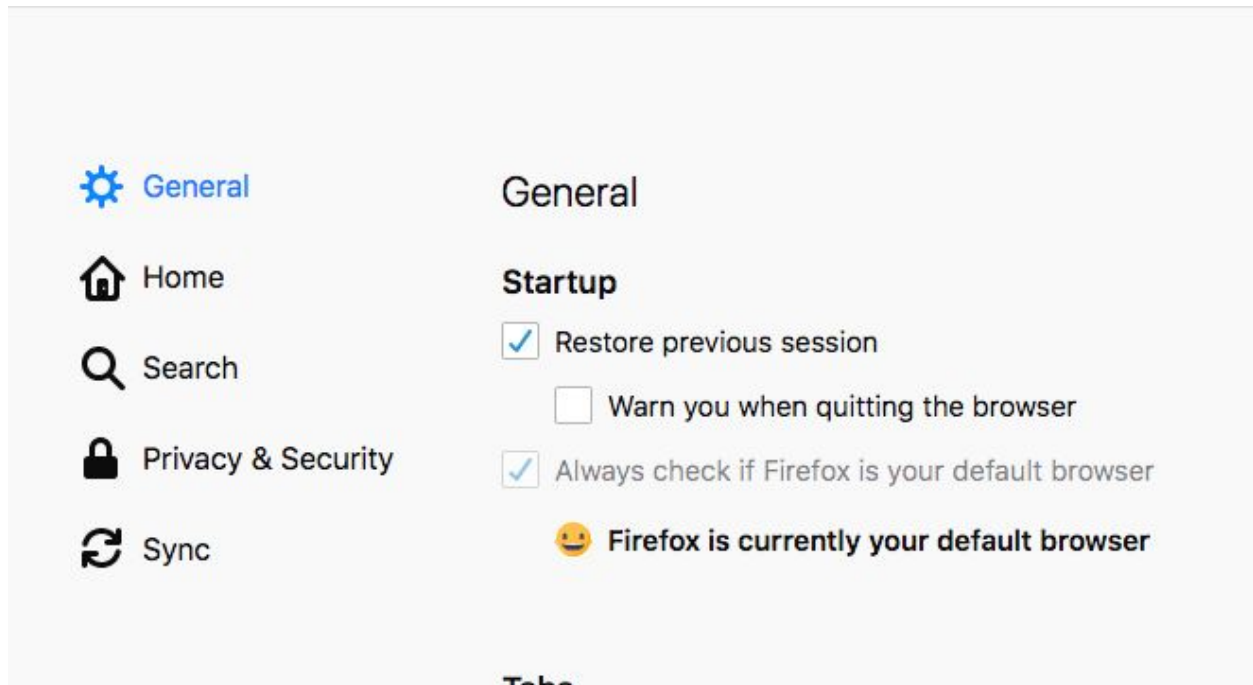 General
Home
Search
Privacy & Security
Sync
General
Startup
Restore previous session
Warn you when quitting the browser
Always check if Firefox is your default browser
Firefox is currently your default browser
Tabs